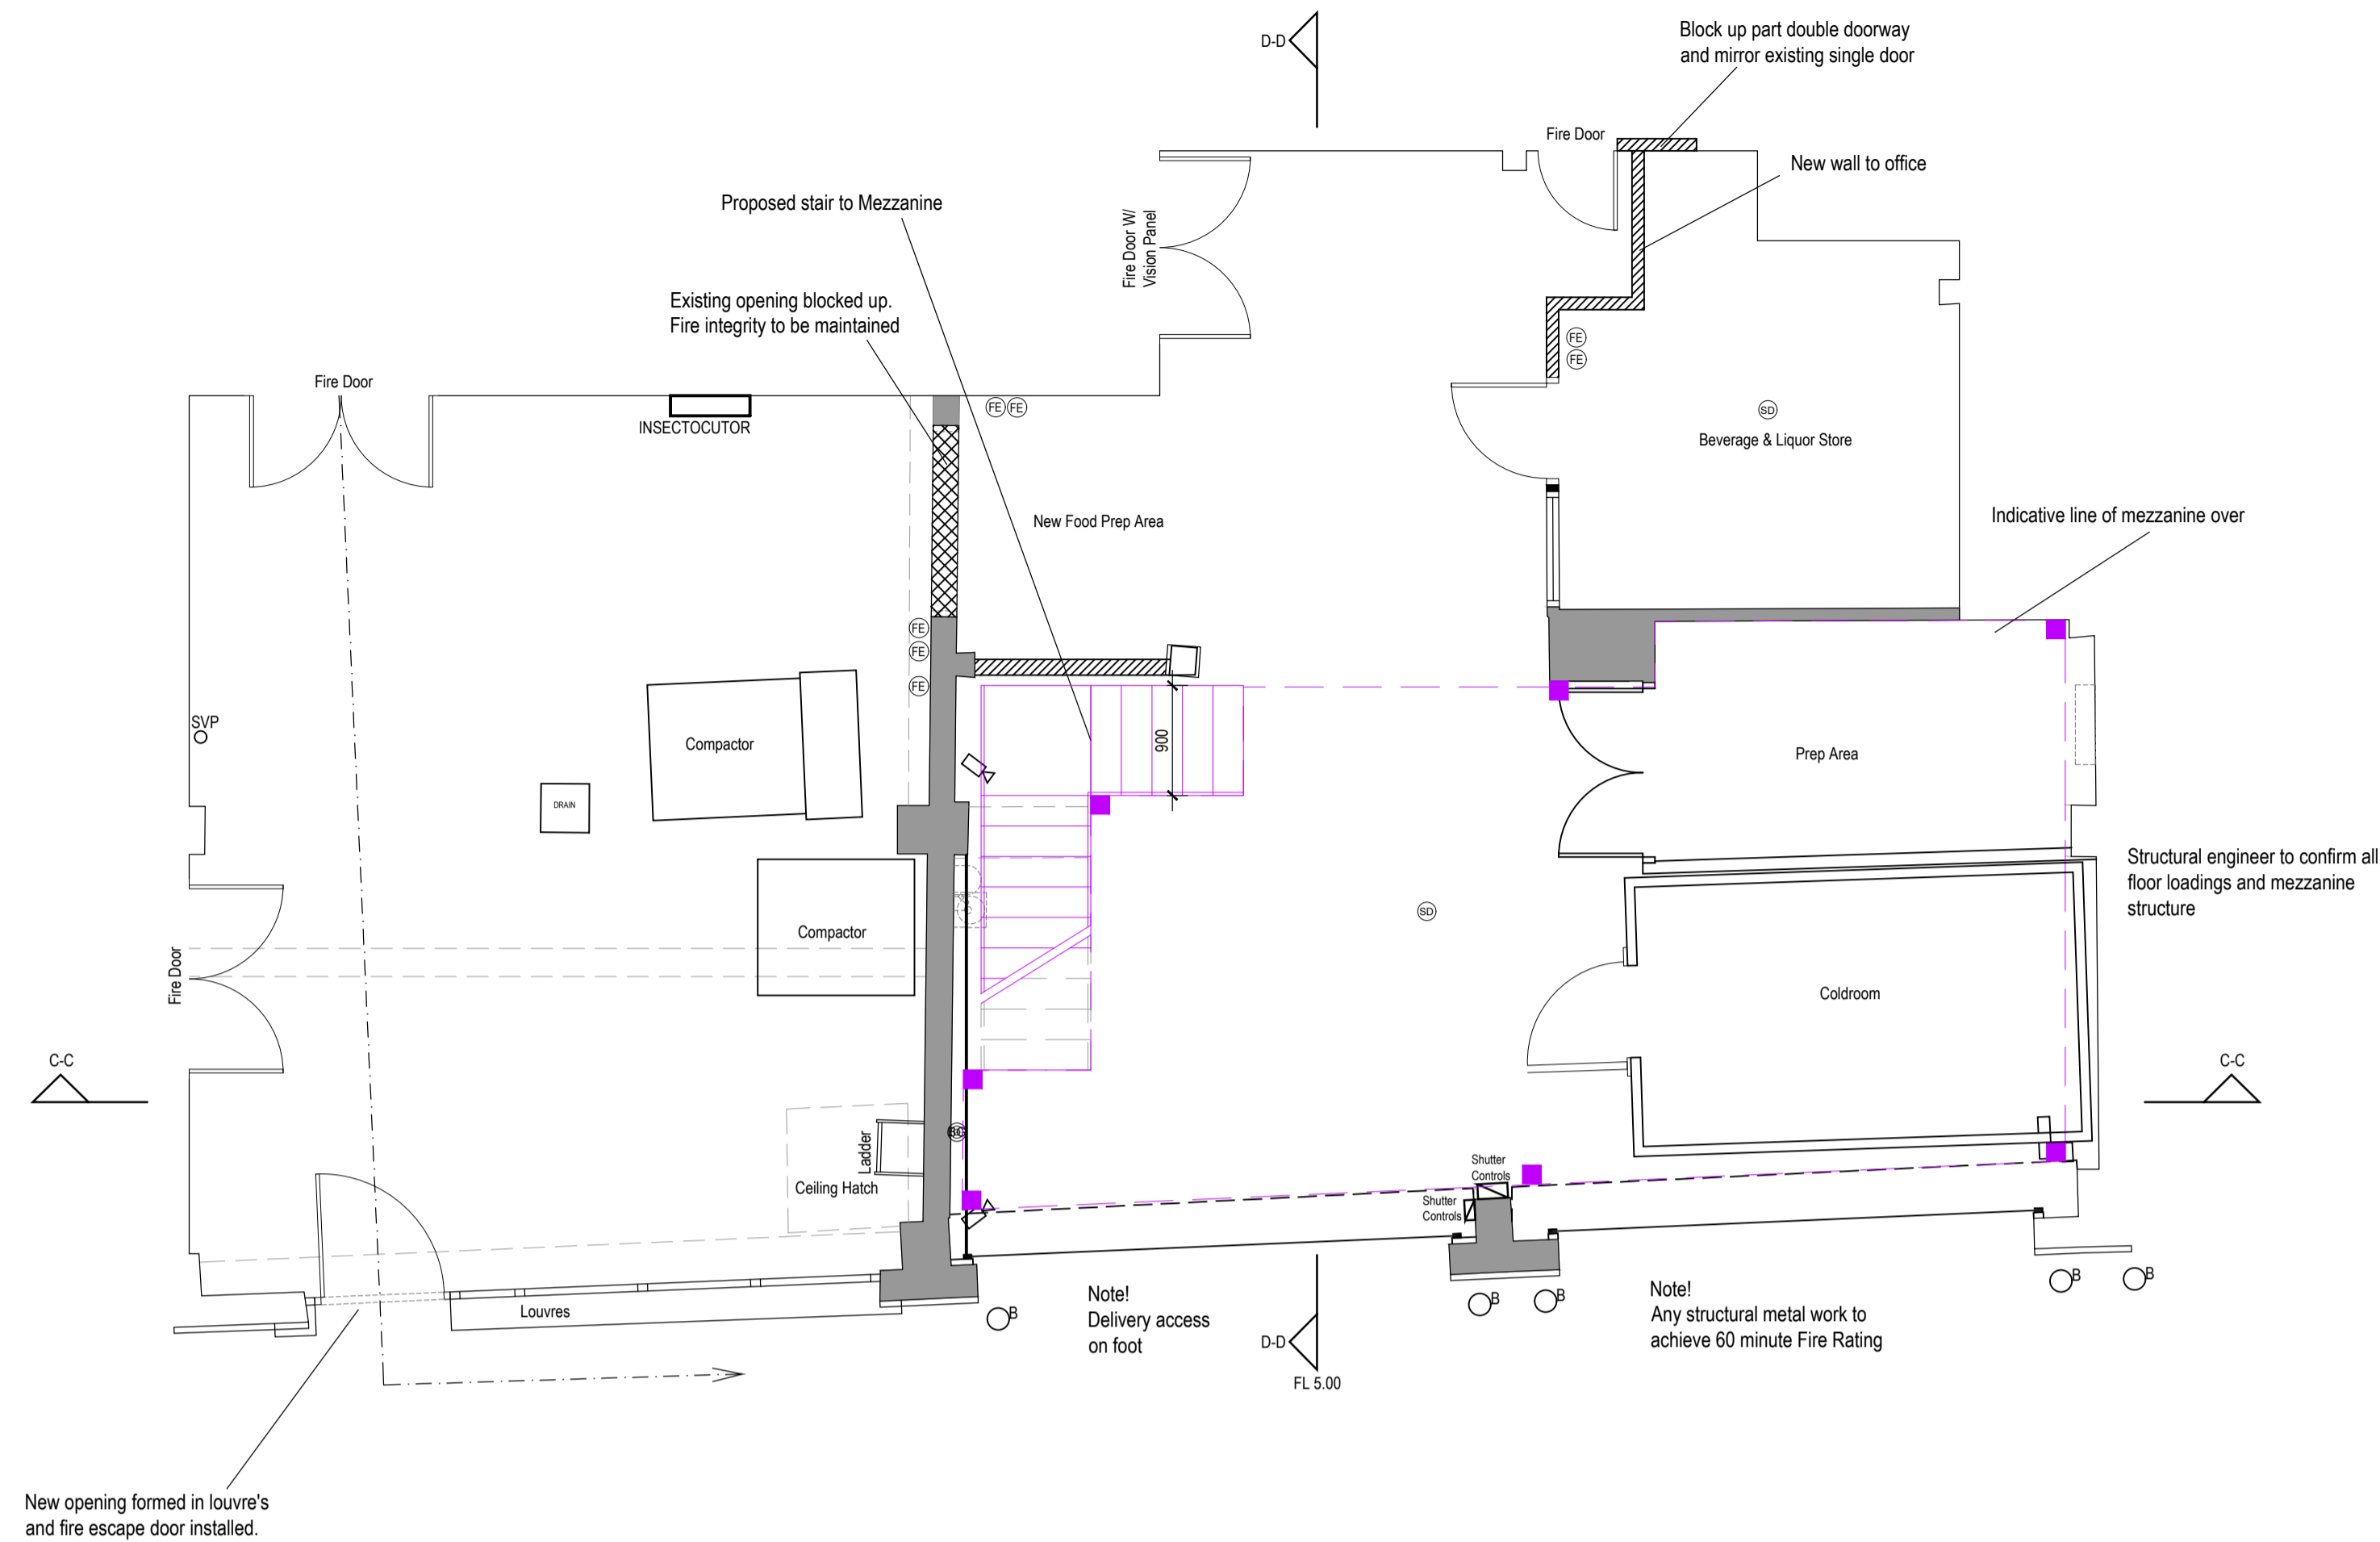 D-D
Block up part double doorway
and mirror existing single door
Fire Door
New wall to office
Proposed stair to Mezzanine
Fire Door W/
Vision Panel
Existing opening blocked up.
Fire integrity to be maintained
FE
FE
Fire Door
FE
FE
SD
INSECTOCUTOR
Beverage & Liquor Store
New Food Prep Area
Indicative line of mezzanine over
FE
FE
FE
SVP
Compactor
900
Prep Area
DRAIN
Structural engineer to confirm all
floor loadings and mezzanine
structure
Compactor
SD
Fire Door
Coldroom
C-C
C-C
Ladder
Ceiling Hatch
Shutter
Controls
Shutter
Controls
Louvres
B
Note!
Delivery access
on foot
B
B
Note!
Any structural metal work to
achieve 60 minute Fire Rating
B
B
D-D
FL 5.00
New opening formed in louvre's
and fire escape door installed.